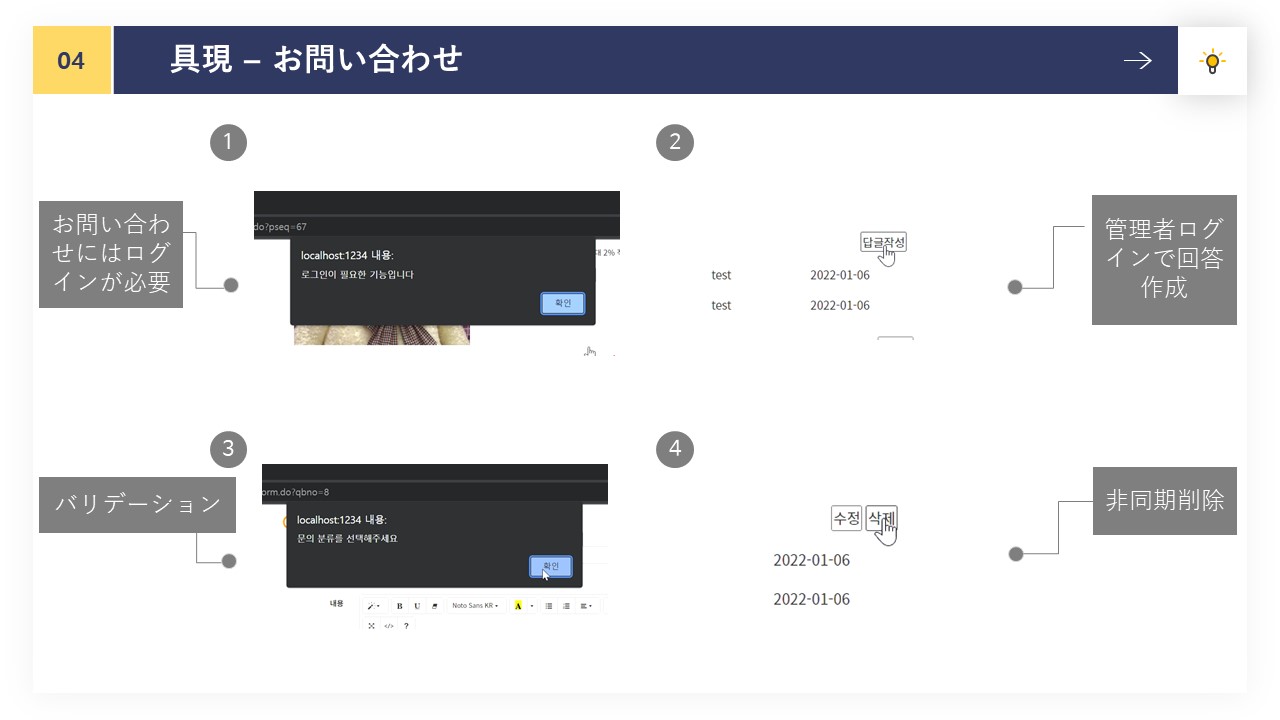 04
具現 – お問い合わせ
1
お問い合わ
せにはログ
インが必要
do?pseq=67
localhost:1234 내용:
로그인이 필요한 기능입니다
확인
2
답글작성
test 2022-01-06
test 2022-01-06
管理者ログ
インで回答
作成
3
バリデーション
orm.do?qbno=8
localhost:1234 내용:
문의 분류를 선택해주세요
확인
내용
B U Noto Sans KR A
</> ?
4
수정 삭제
2022-01-06
2022-01-06
非同期削除